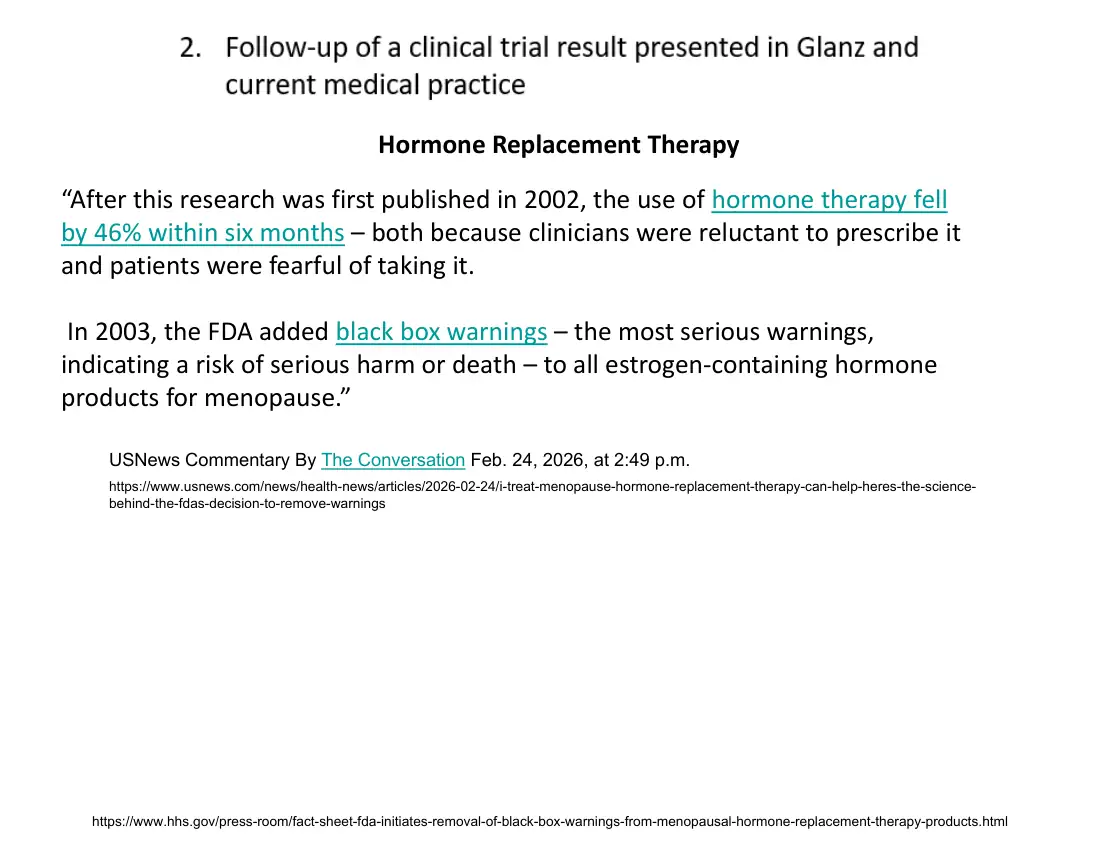 2. Follow-up of a clinical trial result presented in Glanz and
current medical practice
Hormone Replacement Therapy
“After this research was first published in 2002, the use of hormone therapy fell
by 46% within six months – both because clinicians were reluctant to prescribe it
and patients were fearful of taking it.
In 2003, the FDA added black box warnings – the most serious warnings,
indicating a risk of serious harm or death – to all estrogen-containing hormone
products for menopause.”
USNews Commentary By The Conversation Feb. 24, 2026, at 2:49 p.m.
https://www.usnews.com/news/health-news/articles/2026-02-24/i-treat-menopause-hormone-replacement-therapy-can-help-heres-the-science-
behind-the-fdas-decision-to-remove-warnings
https://www.hhs.gov/press-room/fact-sheet-fda-initiates-removal-of-black-box-warnings-from-menopausal-hormone-replacement-therapy-products.html